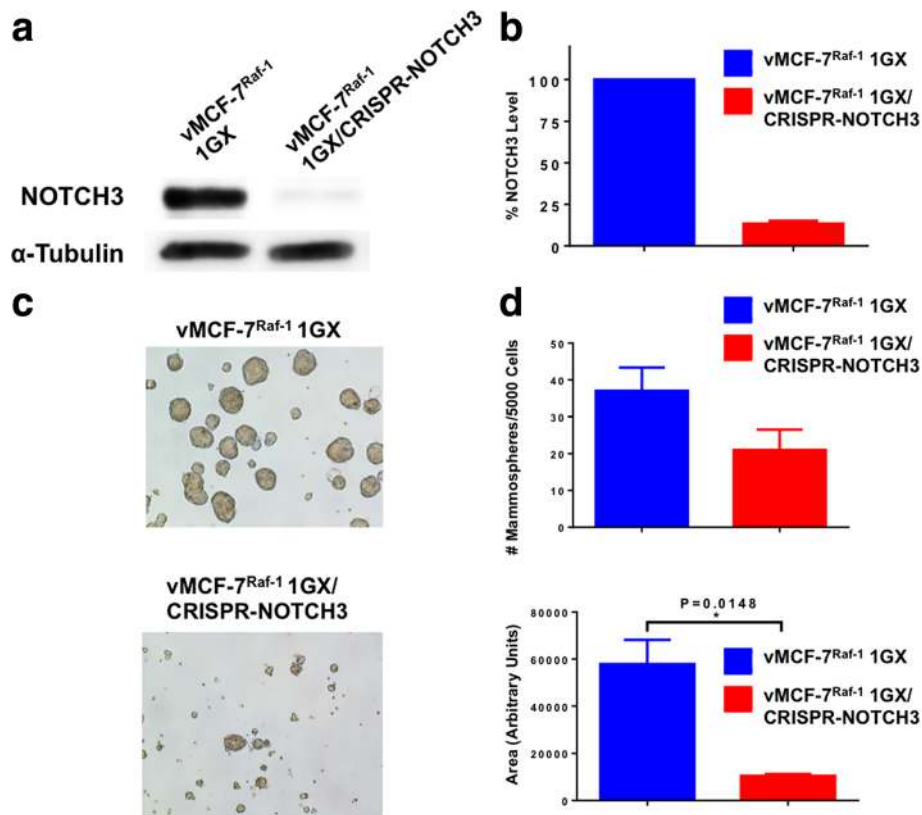 a
vMCF-7Raf-1
1GX
vMCF-7Raf-1
1GX/CRISPR-NOTCH3
NOTCH3
α-Tubulin
b
vMCF-7Raf-1 1GX
vMCF-7Raf-1 1GX/
CRISPR-NOTCH3
% NOTCH3 Level
100
75
50
25
0
c
vMCF-7Raf-1 1GX
vMCF-7Raf-1 1GX/
CRISPR-NOTCH3
d
vMCF-7Raf-1 1GX
vMCF-7Raf-1 1GX/
CRISPR-NOTCH3
# Mammospheres/5000 Cells
50
40
30
20
10
0
P=0.0148
*
vMCF-7Raf-1 1GX
vMCF-7Raf-1 1GX/
CRISPR-NOTCH3
Area (Arbitrary Units)
80000
60000
40000
20000
0